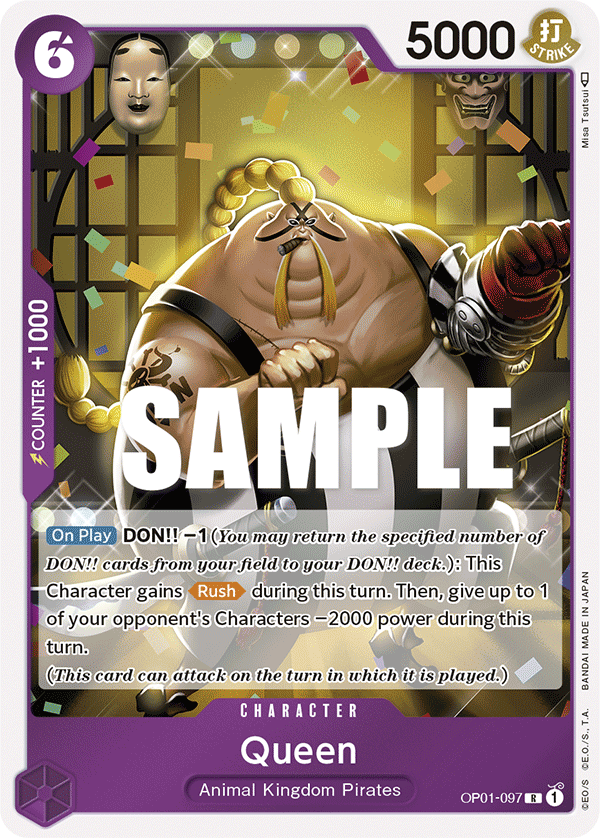 6
5000
打
STRIKE
Misa Tsutsui
COUNTER +1000
SAMPLE
On Play DON!! −1 (You may return the specified number of
DON!! cards from your field to your DON!! deck.): This
Character gains Rush during this turn. Then, give up to 1
of your opponent's Characters −2000 power during this
turn.
(This card can attack on the turn in which it is played.)
CHARACTER
Queen
Animal Kingdom Pirates
OP01-097 R 1
©EO/S ©E.O./S., T.A. BANDAI MADE IN JAPAN